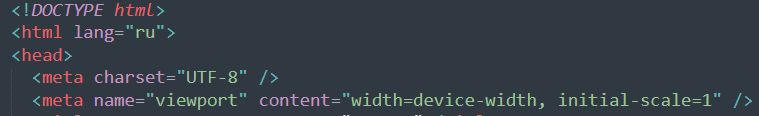 <!DOCTYPE html>
<html lang="ru">
<head>
<meta charset="UTF-8" />
<meta name="viewport" content="width=device-width, initial-scale=1" />